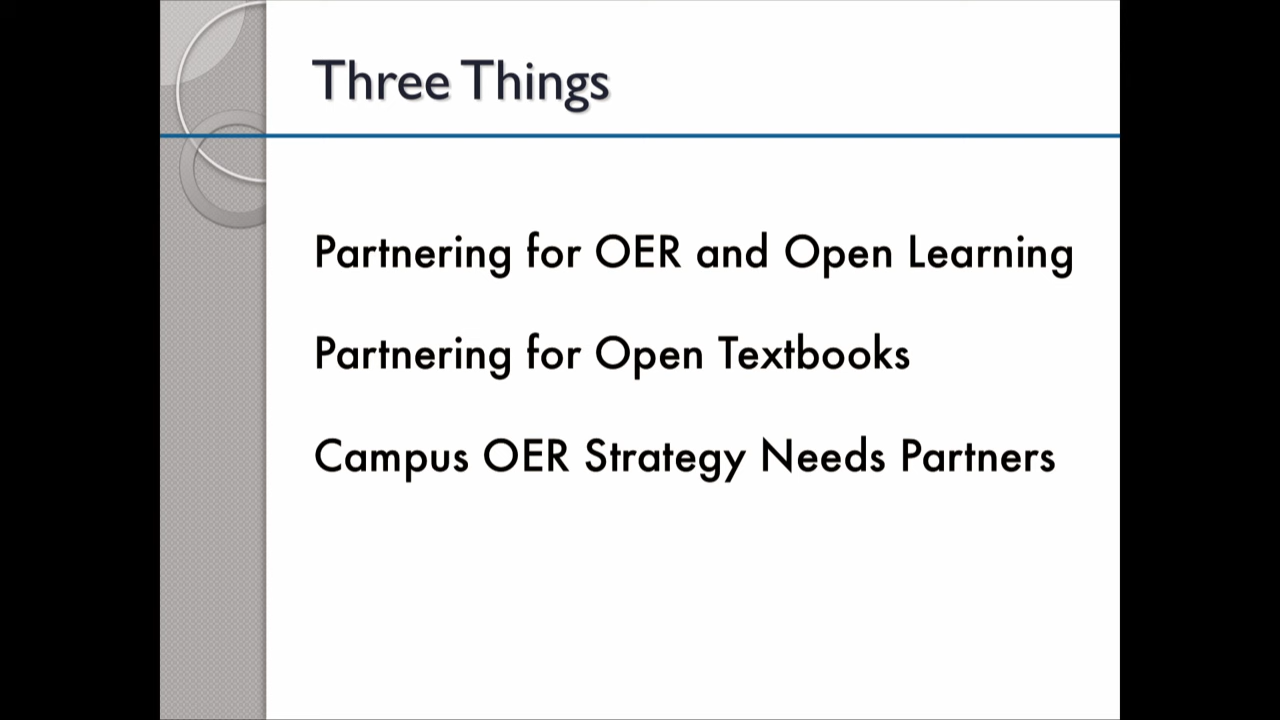 Three Things
Partnering for OER and Open Learning
Partnering for Open Textbooks
Campus OER Strategy Needs Partners